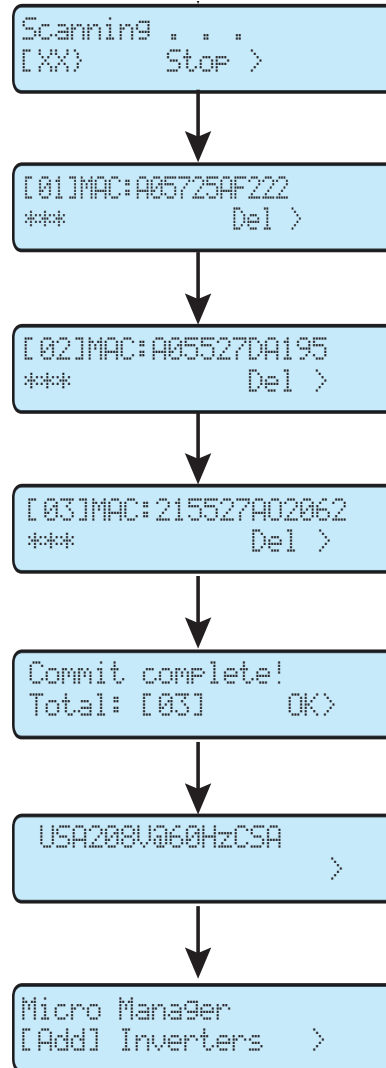 Scanning . . .
[XX> Stop >
[01]MAC:A05725AF222
*** Del >
[02]MAC:A05527DA195
*** Del >
[03]MAC:215527AO2062
*** Del >
Commit complete!
Total: [03] OK>
USA208V@60HzCSA
>
Micro Manager
[Add] Inverters >